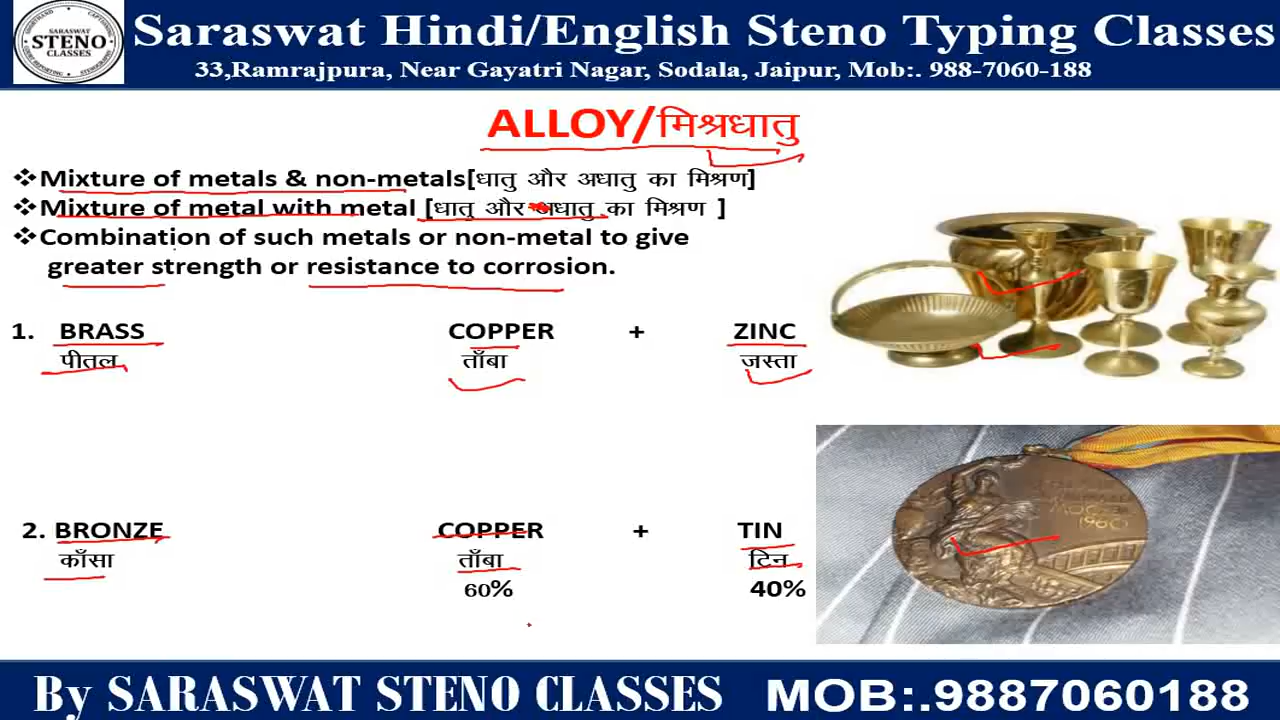 SARASWAT
STENO
CLASSES
Saraswat Hindi/English Steno Typing Classes
33,Ramrajpura, Near Gayatri Nagar, Sodala, Jaipur, Mob:. 988-7060-188
ALLOY/मिश्रधातु
❖Mixture of metals & non-metals[धातु और अधातु का मिश्रण]
❖Mixture of metal with metal [धातु और अधातु का मिश्रण ]
❖Combination of such metals or non-metal to give
greater strength or resistance to corrosion.
1. BRASS COPPER + ZINC
पीतल ताँबा जस्ता
2. BRONZE COPPER + TIN
काँसा ताँबा टिन
60% 40%
By SARASWAT STENO CLASSES MOB:.9887060188